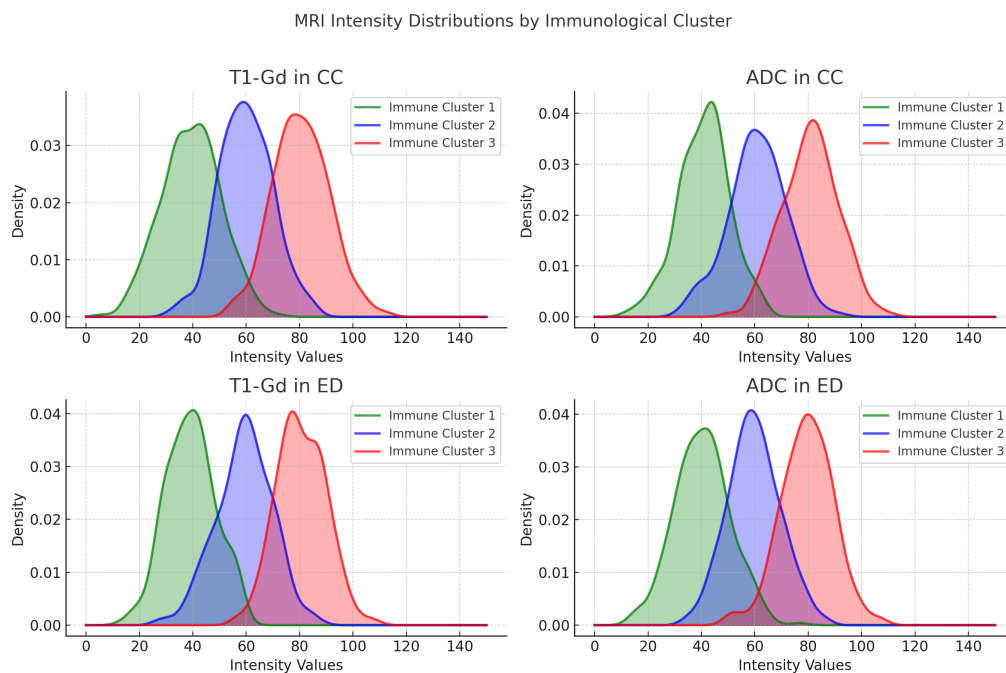 MRI Intensity Distributions by Immunological Cluster
T1-Gd in CC
Density
0.03
0.02
0.01
0.00
0 20 40 60 80 100 120 140
Intensity Values
Immune Cluster 1
Immune Cluster 2
Immune Cluster 3
ADC in CC
Density
0.04
0.03
0.02
0.01
0.00
0 20 40 60 80 100 120 140
Intensity Values
Immune Cluster 1
Immune Cluster 2
Immune Cluster 3
T1-Gd in ED
Density
0.04
0.03
0.02
0.01
0.00
0 20 40 60 80 100 120 140
Intensity Values
Immune Cluster 1
Immune Cluster 2
Immune Cluster 3
ADC in ED
Density
0.04
0.03
0.02
0.01
0.00
0 20 40 60 80 100 120 140
Intensity Values
Immune Cluster 1
Immune Cluster 2
Immune Cluster 3